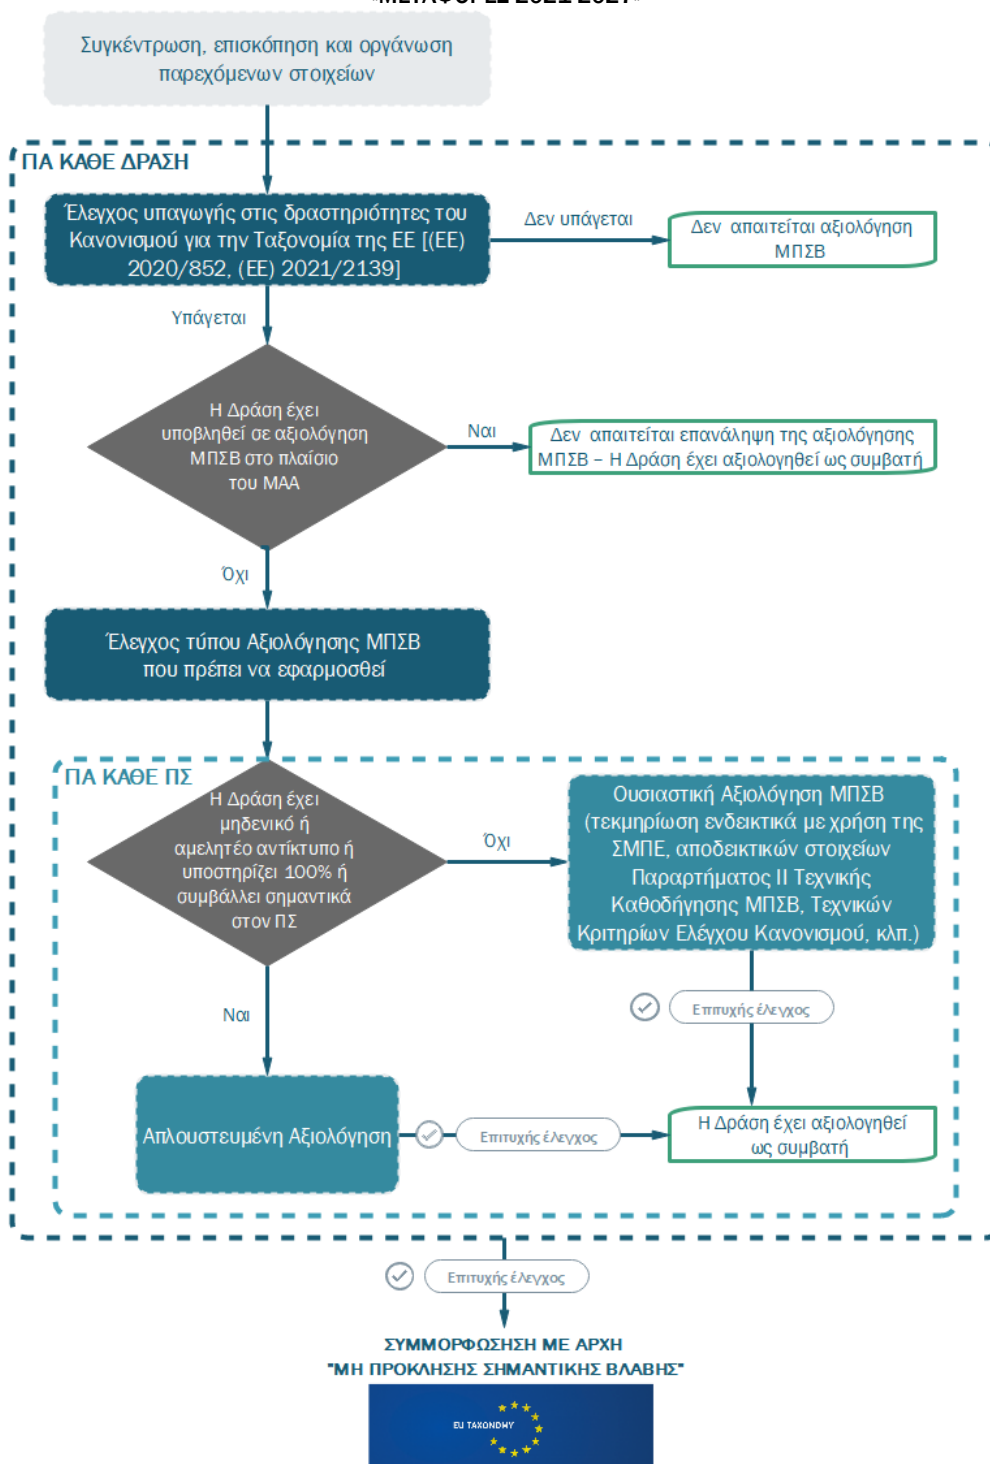 "ΜΕΤΑΦΟΡΕΣ 2021-2027"
Συγκέντρωση, επισκόπηση και οργάνωση
παρεχόμενων στοιχείων
ΓΙΑ ΚΑΘΕ ΔΡΑΣΗ
Έλεγχος υπαγωγής στις δραστηριότητες του
Κανονισμού για την Ταξονομία της ΕΕ [(ΕΕ)
2020/852, (ΕΕ) 2021/2139]
Δεν υπάγεται
Δεν απαιτείται αξιολόγηση
ΜΠΣΒ
Υπάγεται
Η Δράση έχει
υποβληθεί σε αξιολόγηση
ΜΠΣΒ στο πλαίσιο
του ΜΑΑ
Ναι
Δεν απαιτείται επανάληψη της αξιολόγησης
ΜΠΣΒ – Η Δράση έχει αξιολογηθεί ως συμβατή
Όχι
Έλεγχος τύπου Αξιολόγησης ΜΠΣΒ
που πρέπει να εφαρμοσθεί
ΓΙΑ ΚΑΘΕ ΠΣ
Η Δράση έχει
μηδενικό ή
αμελητέο αντίκτυπο ή
υποστηρίζει 100% ή
συμβάλλει σημαντικά
στον ΠΣ
Όχι
Ουσιαστική Αξιολόγηση ΜΠΣΒ
(τεκμηρίωση ενδεικτικά με χρήση της
ΣΜΠΕ, αποδεικτικών στοιχείων
Παραρτήματος ΙΙ Τεχνικής
Καθοδήγησης ΜΠΣΒ, Τεχνικών
Κριτηρίων Ελέγχου Κανονισμού, κλπ.)
Ναι
Επιτυχής έλεγχος
Απλουστευμένη Αξιολόγηση
Επιτυχής έλεγχος
Η Δράση έχει αξιολογηθεί
ως συμβατή
Επιτυχής έλεγχος
ΣΥΜΜΟΡΦΩΣΗΣΗ ΜΕ ΑΡΧΗ
"ΜΗ ΠΡΟΚΛΗΣΗΣ ΣΗΜΑΝΤΙΚΗΣ ΒΛΑΒΗΣ"
EU TAXONOMY